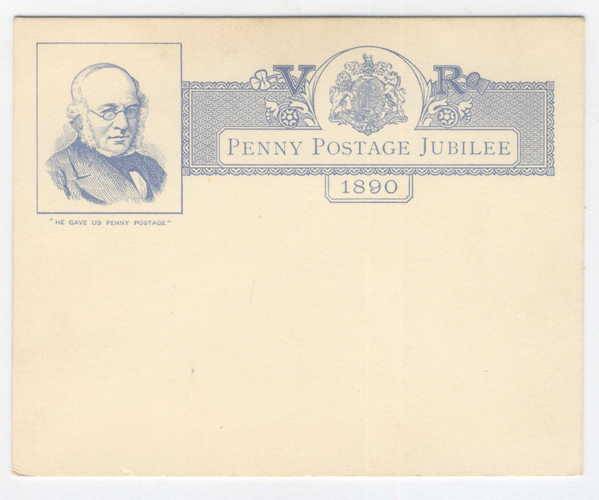 V R
PENNY POSTAGE JUBILEE
1890
"HE GAVE US PENNY POSTAGE."